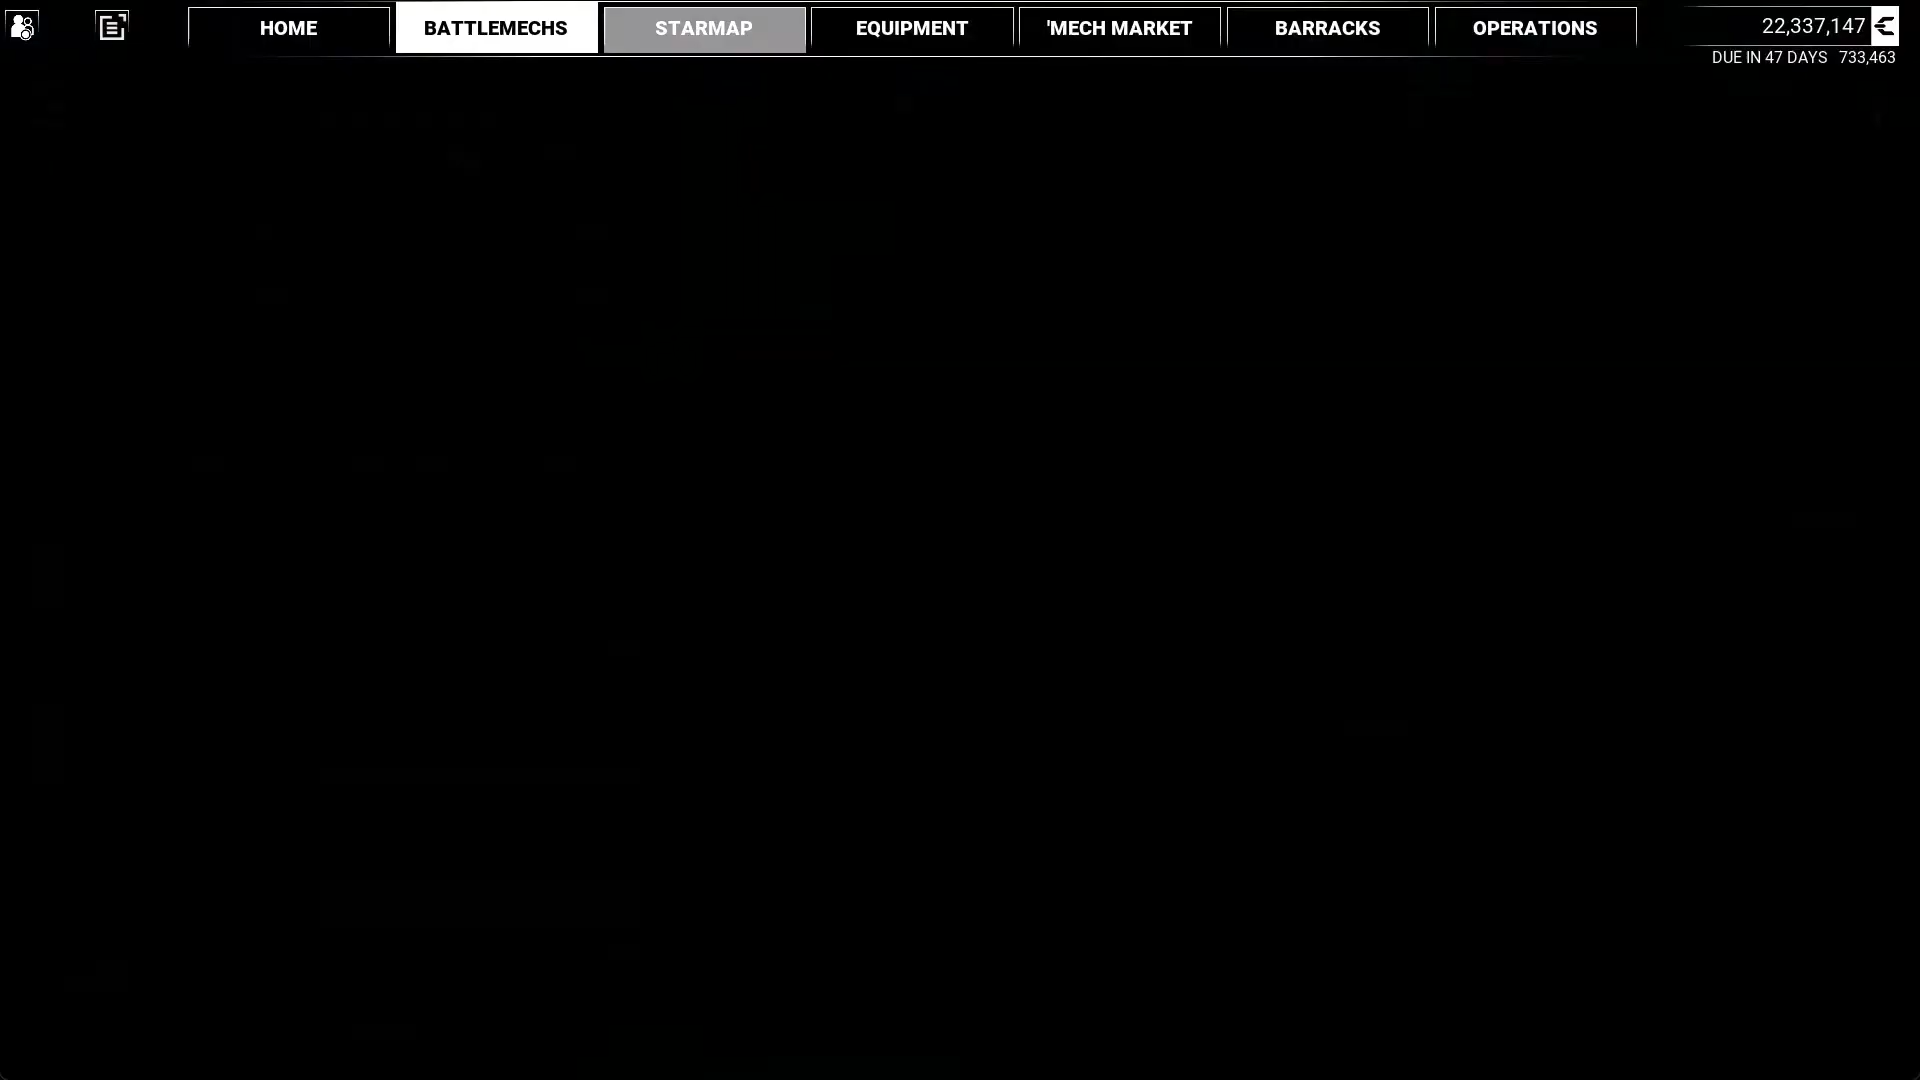 HOME BATTLEMECHS STARMAP EQUIPMENT 'MECH MARKET BARRACKS OPERATIONS 22,337,147
DUE IN 47 DAYS 733,463